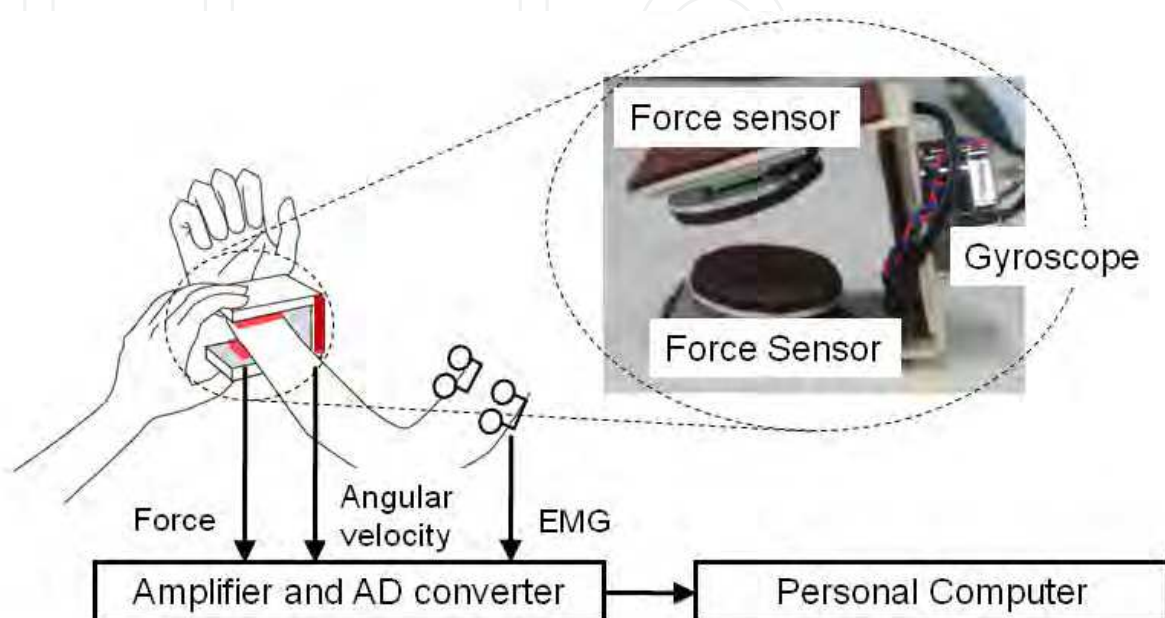 Force sensor
Gyroscope
Force Sensor
Force
Angular
velocity
EMG
Amplifier and AD converter
Personal Computer